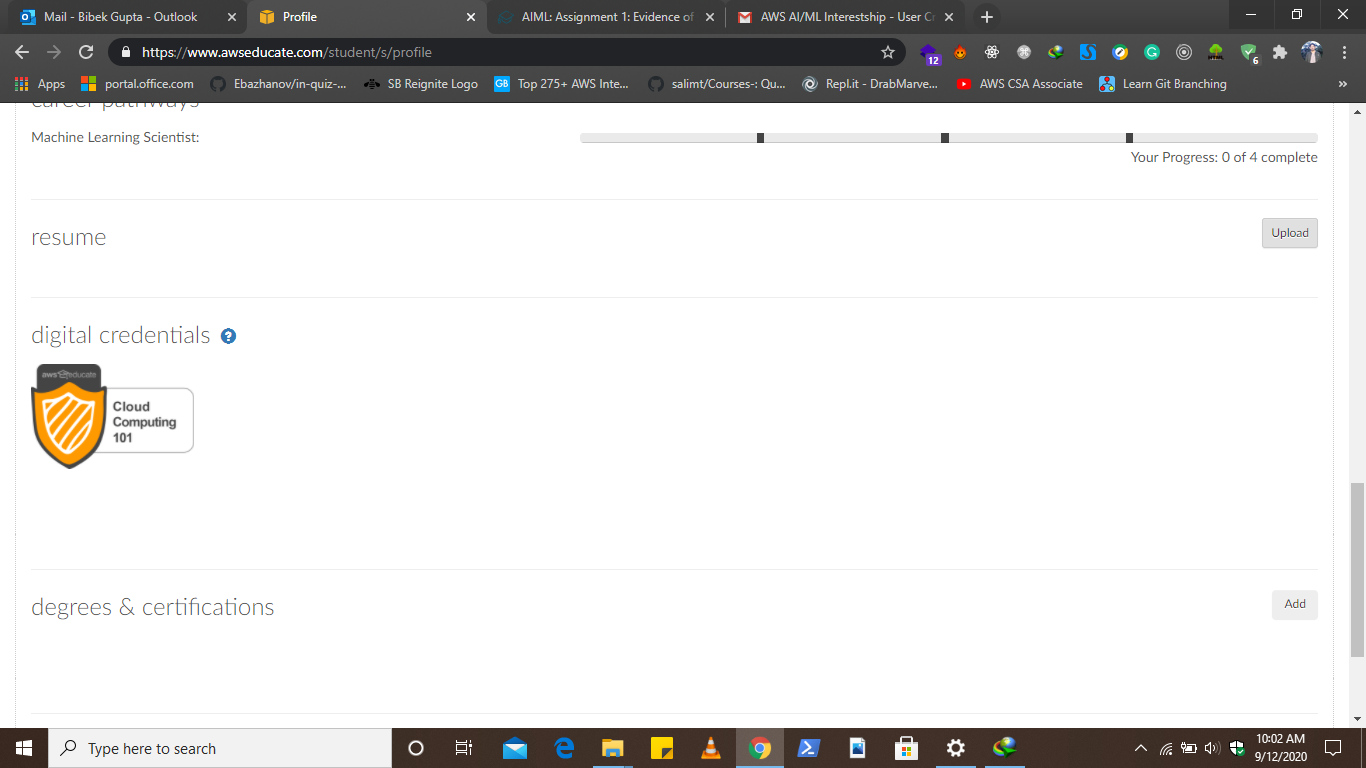 Mail - Bibek Gupta - Outlook
Profile
AIML: Assignment 1: Evidence of
AWS AI/ML Interestship - User Cr
https://www.awseducate.com/student/s/profile
12
6
Apps
portal.office.com
Ebazhanov/in-quiz-...
SB Reignite Logo
GB
Top 275+ AWS Inte...
salimt/Courses-: Qu...
Repl.it - DrabMarve...
AWS CSA Associate
Learn Git Branching
»
career pathways
Machine Learning Scientist:
Your Progress: 0 of 4 complete
resume
Upload
digital credentials
?
aws educate
Cloud
Computing
101
degrees & certifications
Add
Type here to search
10:02 AM
9/12/2020